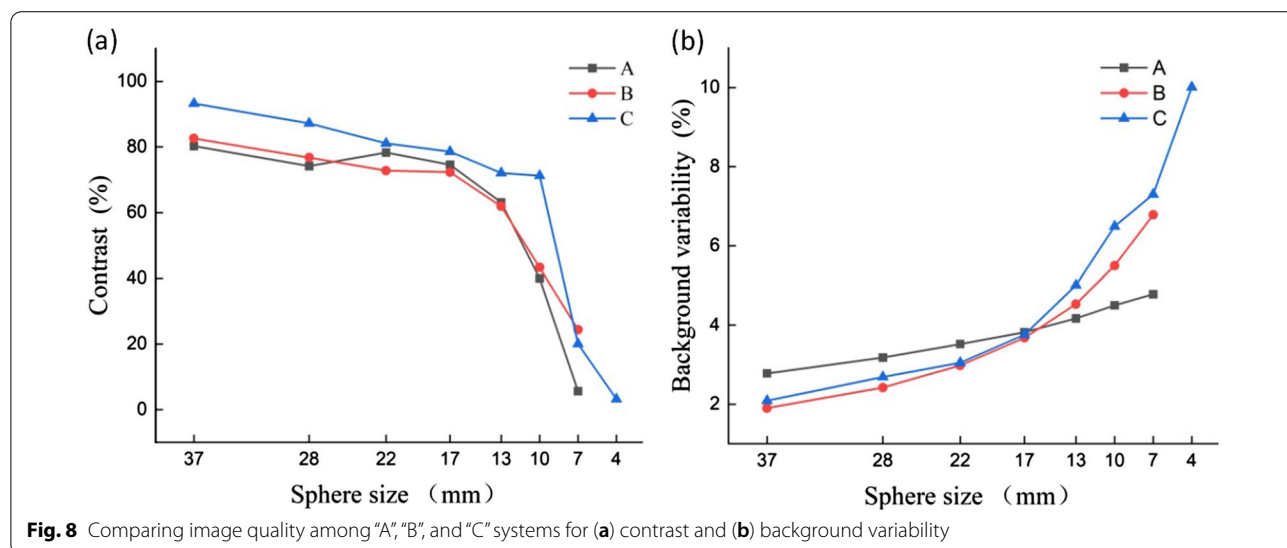 (a)
A
B
C
100
80
60
40
20
0
Contrast (%)
37 28 22 17 13 10 7 4
Sphere size (mm)
(b)
A
B
C
10
8
6
4
2
Background variability (%)
37 28 22 17 13 10 7 4
Sphere size (mm)
Fig. 8 Comparing image quality among “A”, “B”, and “C” systems for (a) contrast and (b) background variability